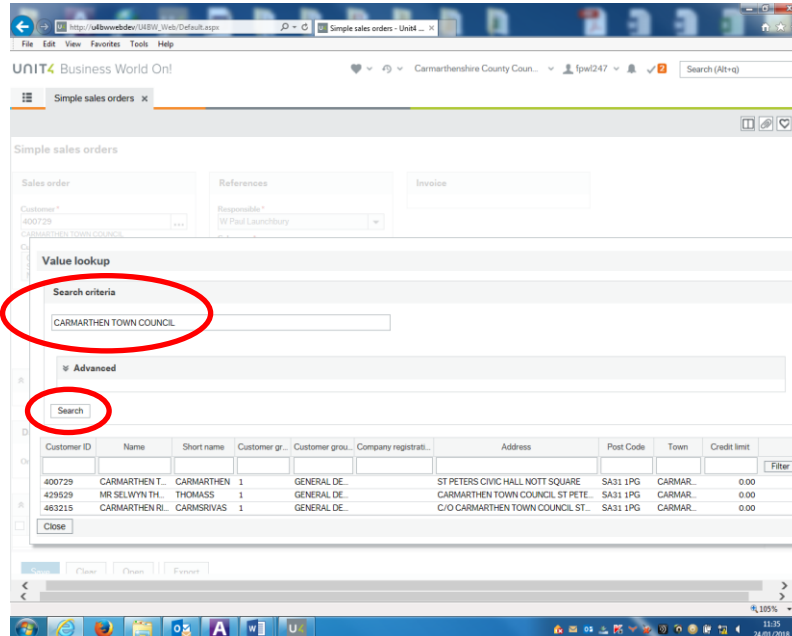 http://u4bwwebdev/U4BW_Web/Default.aspx
Simple sales orders - Unit4 ...
File Edit View Favorites Tools Help
UNIT4 Business World On!
Carmarthenshire County Coun...
fpwl247
2
Search (Alt+q)
Simple sales orders
Simple sales orders
Sales order
References
Invoice
Customer *
Responsible *
400729
W Paul Launchbury
CARMARTHEN TOWN COUNCIL
Value lookup
Search criteria
CARMARTHEN TOWN COUNCIL
Advanced
Search
Customer ID Name Short name Customer gr... Customer grou... Company registrati... Address Post Code Town Credit limit
Filter
400729 CARMARTHEN T... CARMARTHEN 1 GENERAL DE... ST PETERS CIVIC HALL NOTT SQUARE SA31 1PG CARMAR... 0.00
429529 MR SELWYN TH... THOMASS 1 GENERAL DE... CARMARTHEN TOWN COUNCIL ST PETE... SA31 1PG CARMAR... 0.00
463215 CARMARTHEN RI... CARMSRIVAS 1 GENERAL DE... C/O CARMARTHEN TOWN COUNCIL ST... SA31 1PG CARMAR... 0.00
Close
Save Clear Open Export
105%
11:35
24/01/2018